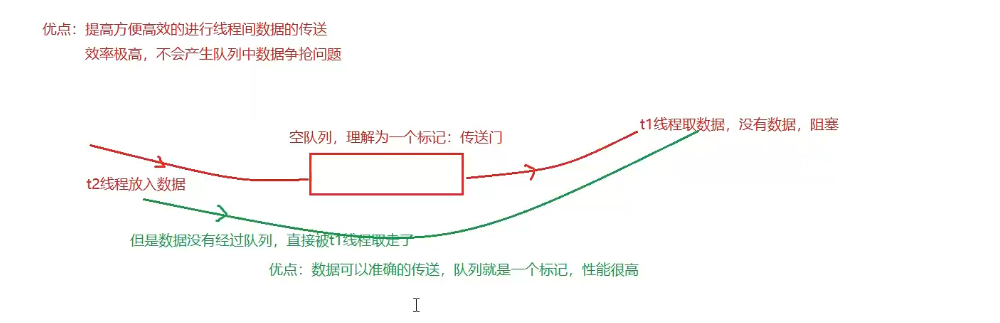 优点：提高方便高效的进行线程间数据的传送
效率极高，不会产生队列中数据争抢问题
空队列，理解为一个标记：传送门
t1线程取数据，没有数据，阻塞
t2线程放入数据
但是数据没有经过队列，直接被t1线程取走了
优点：数据可以准确的传送，队列就是一个标记，性能很高